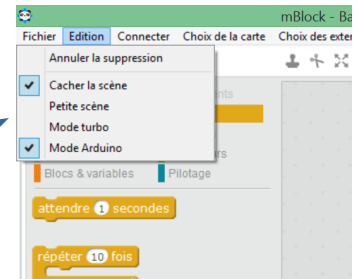 mBlock - Ba
Fichier Edition Connecter Choix de la carte Choix des exter
Annuler la suppression
Cacher la scène
Petite scène
Mode turbo
Mode Arduino
Blocs & variables Pilotage
attendre 1 secondes
répéter 10 fois